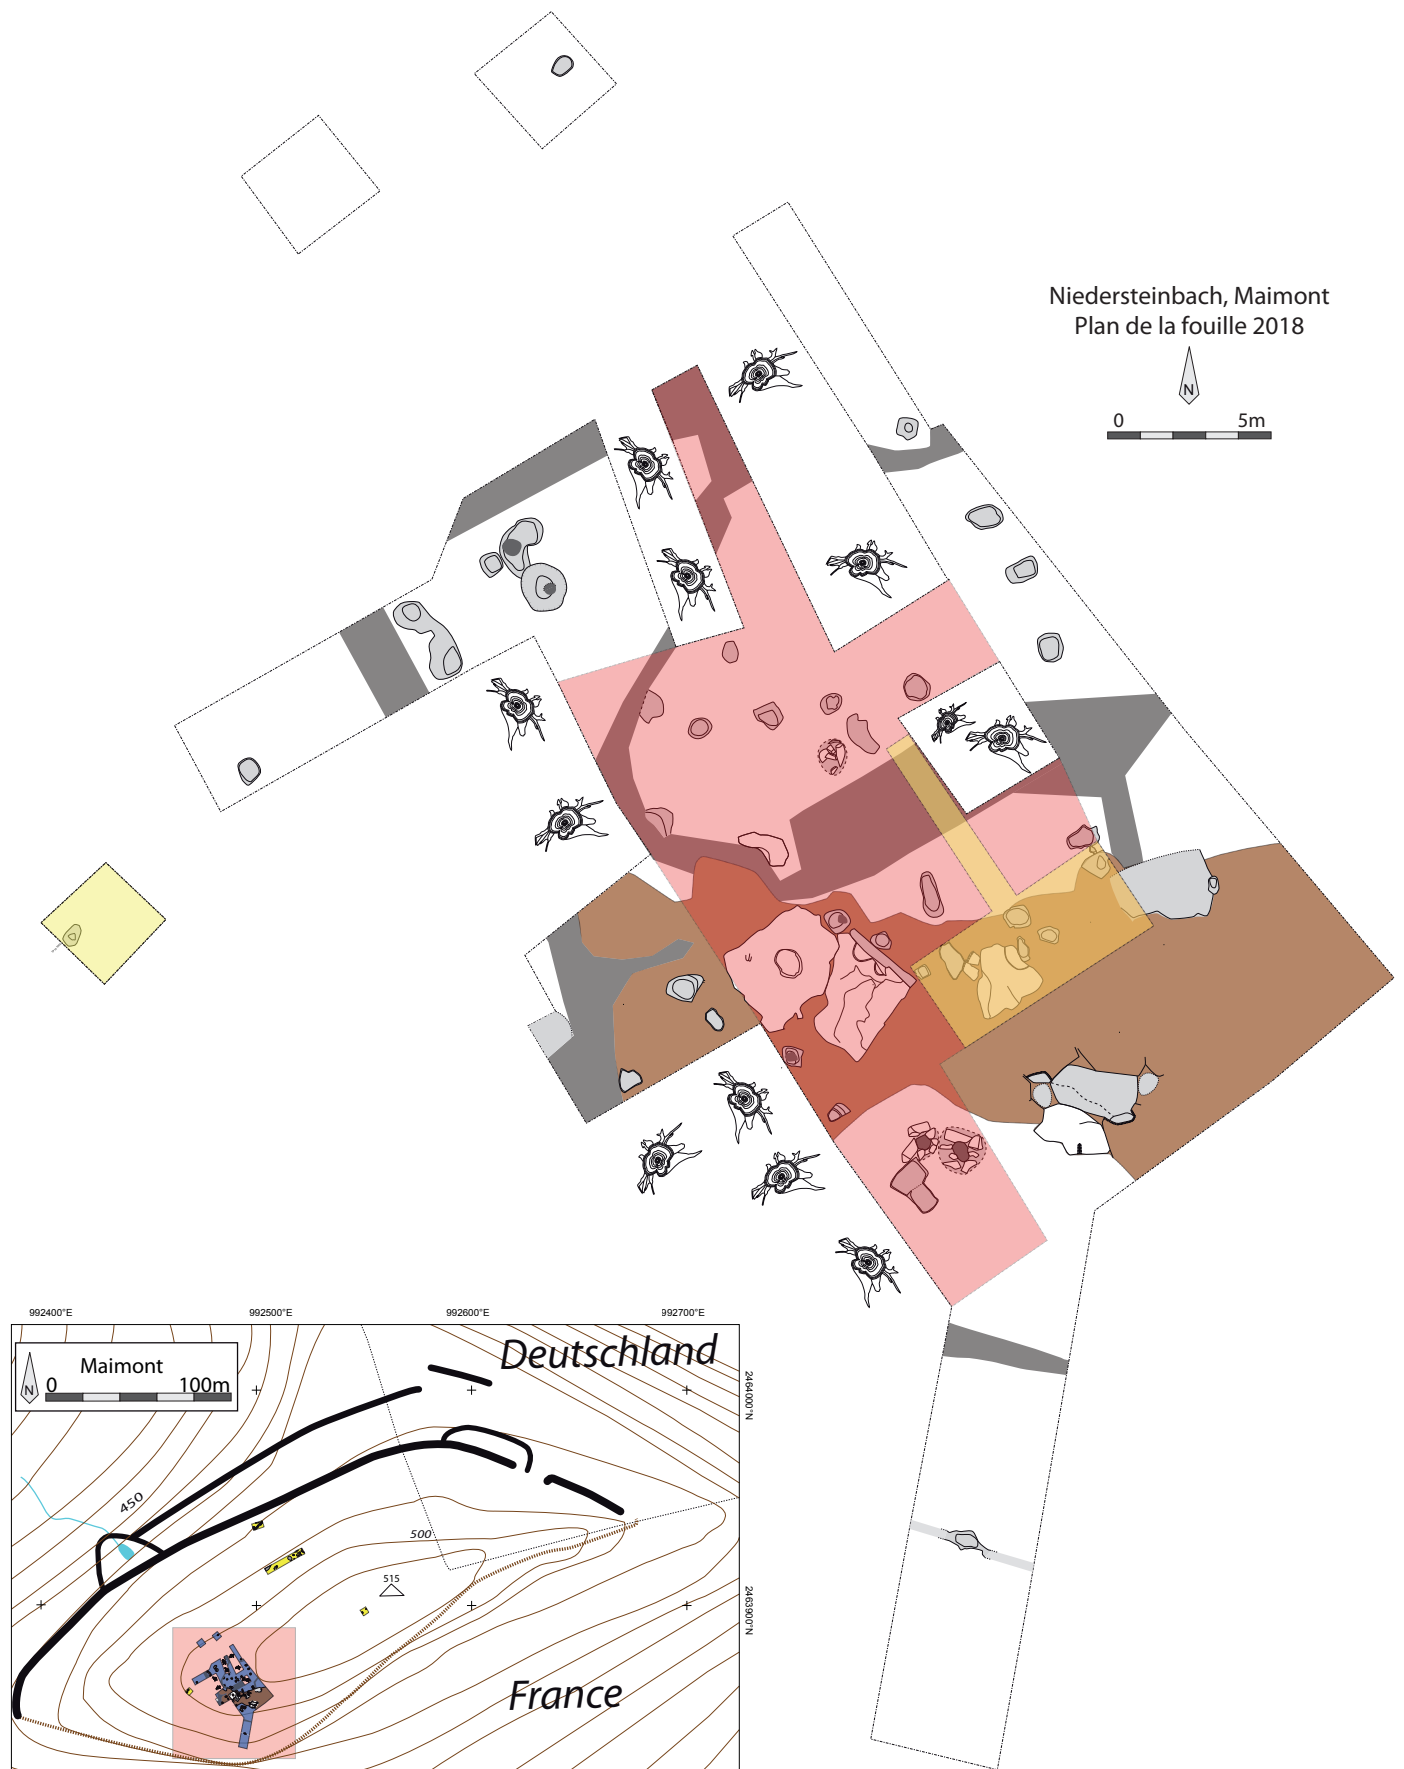 Niedersteinbach, Maimont
Plan de la fouille 2018
N
0 5m
992400°E 992500°E 992600°E 992700°E
Maimont
N
0 100m
Deutschland
2464000°N
450
500
515
2463900°N
France